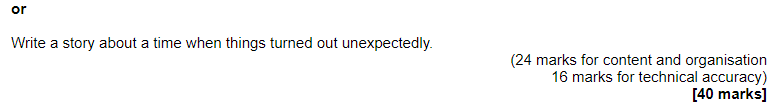 or
Write a story about a time when things turned out unexpectedly.
(24 marks for content and organisation
16 marks for technical accuracy)
[40 marks]